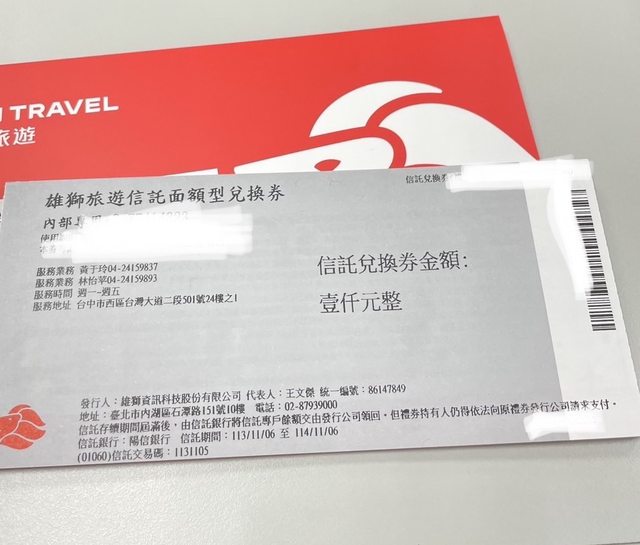 TRAVEL
旅遊
雄獅旅遊信託面額型兌換券
信託兌換券
內部專用
服務業務 黃于玲04-24159837
服務業務 林怡苹04-24159893
服務時間 週一~週五
服務地址 台中市西區台灣大道二段501號24樓之1
信託兌換券金額:
壹仟元整
發行人：雄獅資訊科技股份有限公司 代表人：王文傑 統一編號：86147849
地址：臺北市內湖區石潭路151號10樓 電話：02-87939000
信託存續期間屆滿後，由信託銀行將信託專戶餘額交由發行公司領回，但禮券持有人仍得依法向原禮券發行公司請求支付。
信託銀行：陽信銀行 信託期間：113/11/06 至 114/11/06
(01060)信託交易碼：1131105